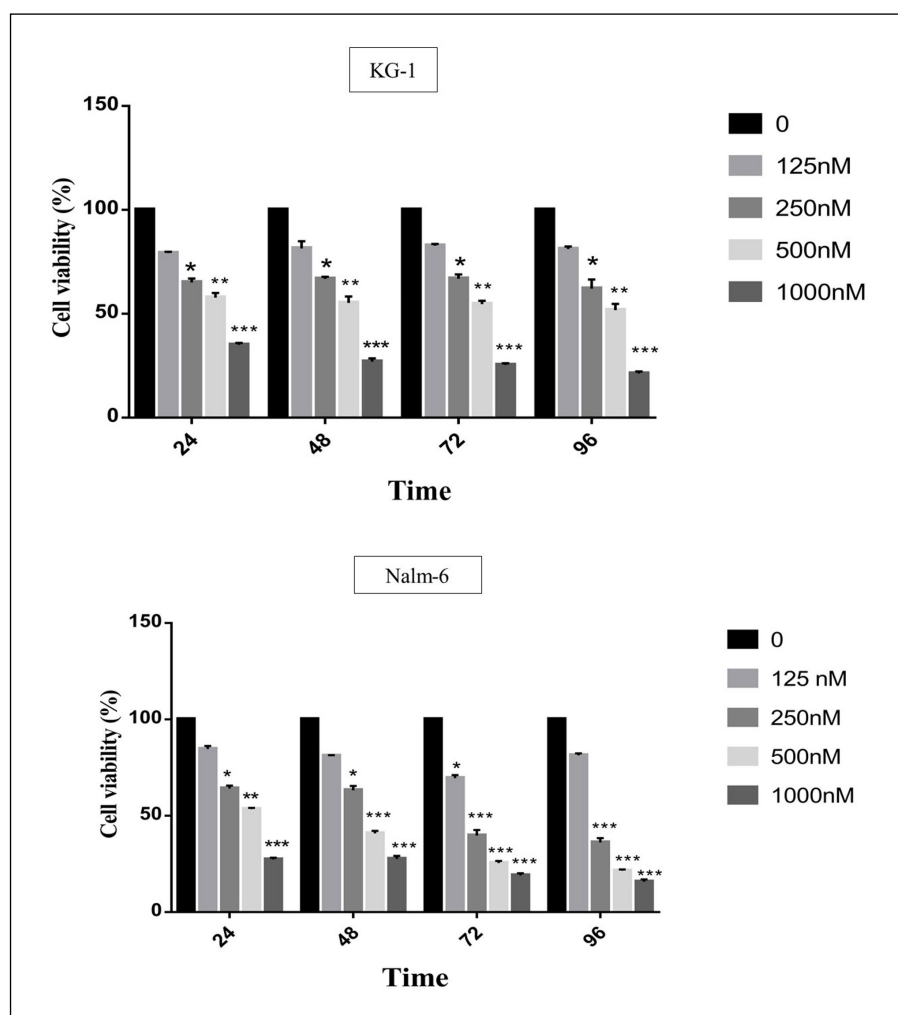 KG-1
150
100
50
0
Cell viability (%)
* ** ***
* ** ***
* ** ***
* ** ***
24 48 72 96
Time
0
125nM
250nM
500nM
1000nM
Nalm-6
150
100
50
0
Cell viability (%)
* ** ***
* *** ***
* *** *** ***
*** *** ***
24 48 72 96
Time
0
125 nM
250nM
500nM
1000nM